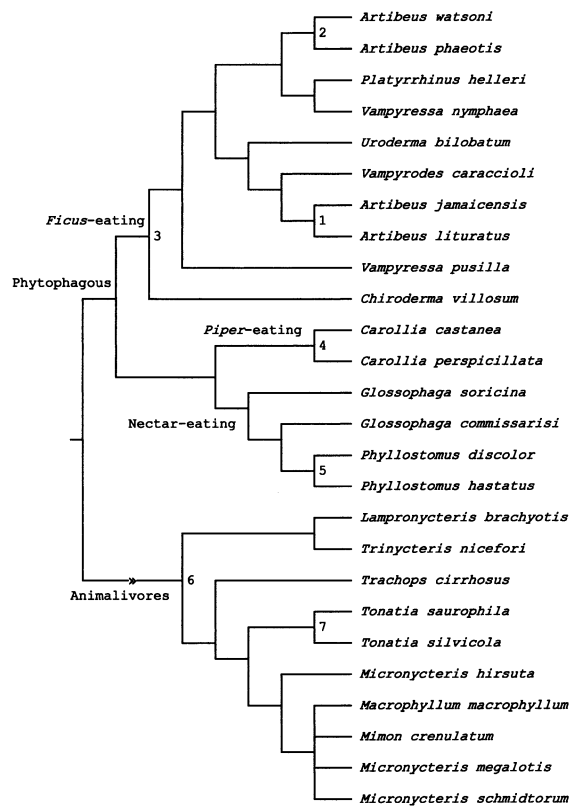 Artibeus watsoni
2
Artibeus phaeotis
Platyrrhinus helleri
Vampyressa nymphaea
Uroderma bilobatum
Vampyrodes caraccioli
Artibeus jamaicensis
Ficus-eating
1
3
Artibeus lituratus
Vampyressa pusilla
Phytophagous
Chiroderma villosum
Piper-eating
Carollia castanea
4
Carollia perspicillata
Glossophaga soricina
Nectar-eating
Glossophaga commissarisi
Phyllostomus discolor
5
Phyllostomus hastatus
Lampronycteris brachyotis
Trinycteris nicefori
6
Trachops cirrhosus
Animalivores
Tonatia saurophila
7
Tonatia silvicola
Micronycteris hirsuta
Macrophyllum macrophyllum
Mimon crenulatum
Micronycteris megalotis
Micronycteris schmidtorum